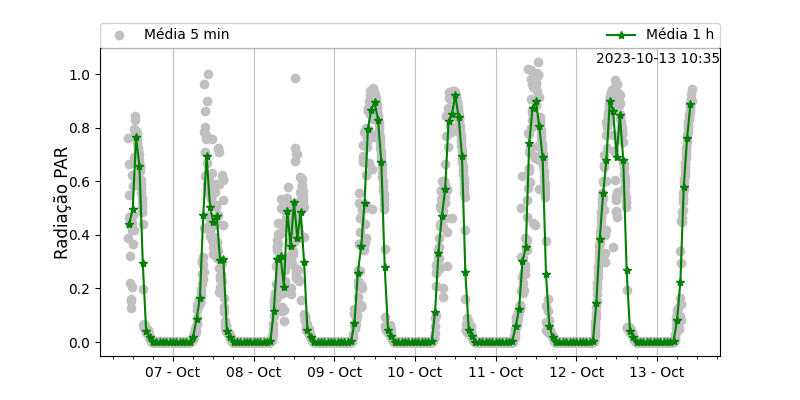 Média 5 min
Média 1 h
2023-10-13 10:35
Radiação PAR
1.0
0.8
0.6
0.4
0.2
0.0
07 - Oct
08 - Oct
09 - Oct
10 - Oct
11 - Oct
12 - Oct
13 - Oct